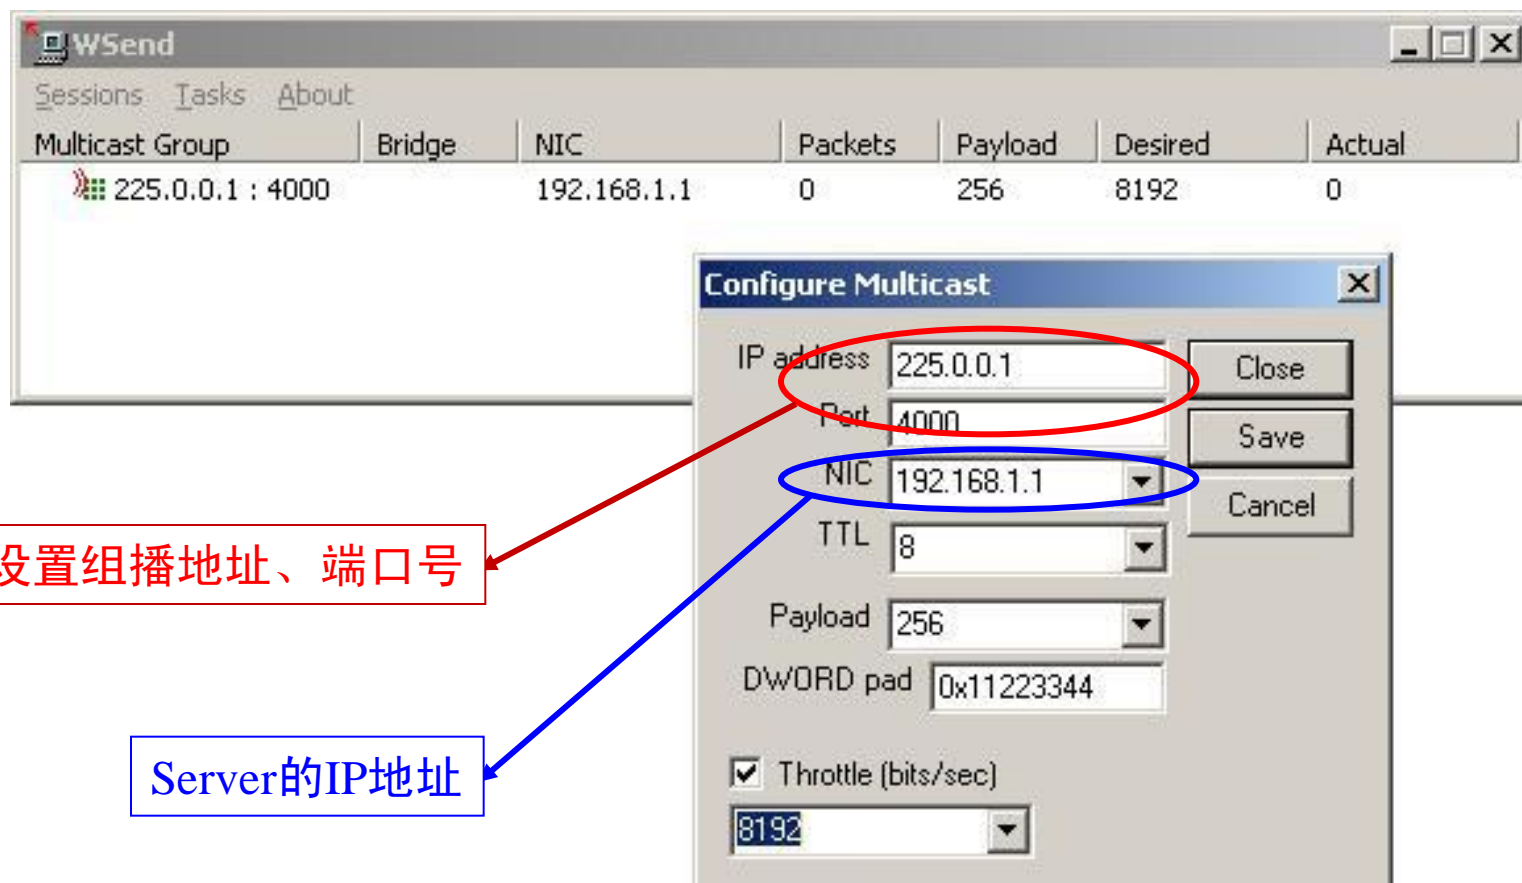 WSend
Sessions Tasks About
Multicast Group Bridge NIC Packets Payload Desired Actual
225.0.0.1 : 4000 192.168.1.1 0 256 8192 0
Configure Multicast
IP address 225.0.0.1 Close
Port 4000 Save
NIC 192.168.1.1
Cancel
TTL 8
设置组播地址、端口号
Payload 256
DWORD pad 0x11223344
Server的IP地址
Throttle (bits/sec)
8192